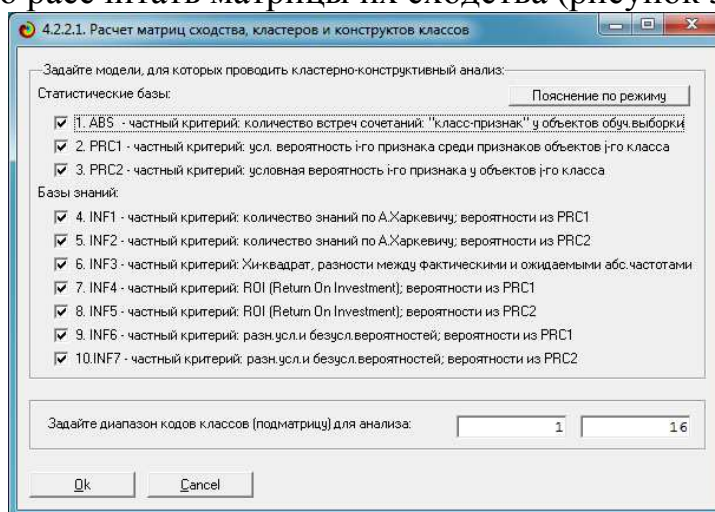 рассчитать матрицы их сходства (рисунок
4.2.2.1. Расчет матриц сходства, кластеров и конструктов классов
Задайте модели, для которых проводить кластерно-конструктивный анализ:
Статистические базы:
Пояснение по режиму
1. ABS - частный критерий: количество встреч сочетаний: "класс-признак" у объектов обуч.выборки
2. PRC1 - частный критерий: усл. вероятность i-го признака среди признаков объектов j-го класса
3. PRC2 - частный критерий: условная вероятность i-го признака у объектов j-го класса
Базы знаний:
4. INF1 - частный критерий: количество знаний по А.Харкевичу; вероятности из PRC1
5. INF2 - частный критерий: количество знаний по А.Харкевичу; вероятности из PRC2
6. INF3 - частный критерий: Хи-квадрат, разности между фактическими и ожидаемыми абс.частотами
7. INF4 - частный критерий: ROI (Return On Investment); вероятности из PRC1
8. INF5 - частный критерий: ROI (Return On Investment); вероятности из PRC2
9. INF6 - частный критерий: разн.усл.и безусл.вероятностей; вероятности из PRC1
10.INF7 - частный критерий: разн.усл.и безусл.вероятностей; вероятности из PRC2
Задайте диапазон кодов классов (подматрицу) для анализа: 1 16
Ok Cancel